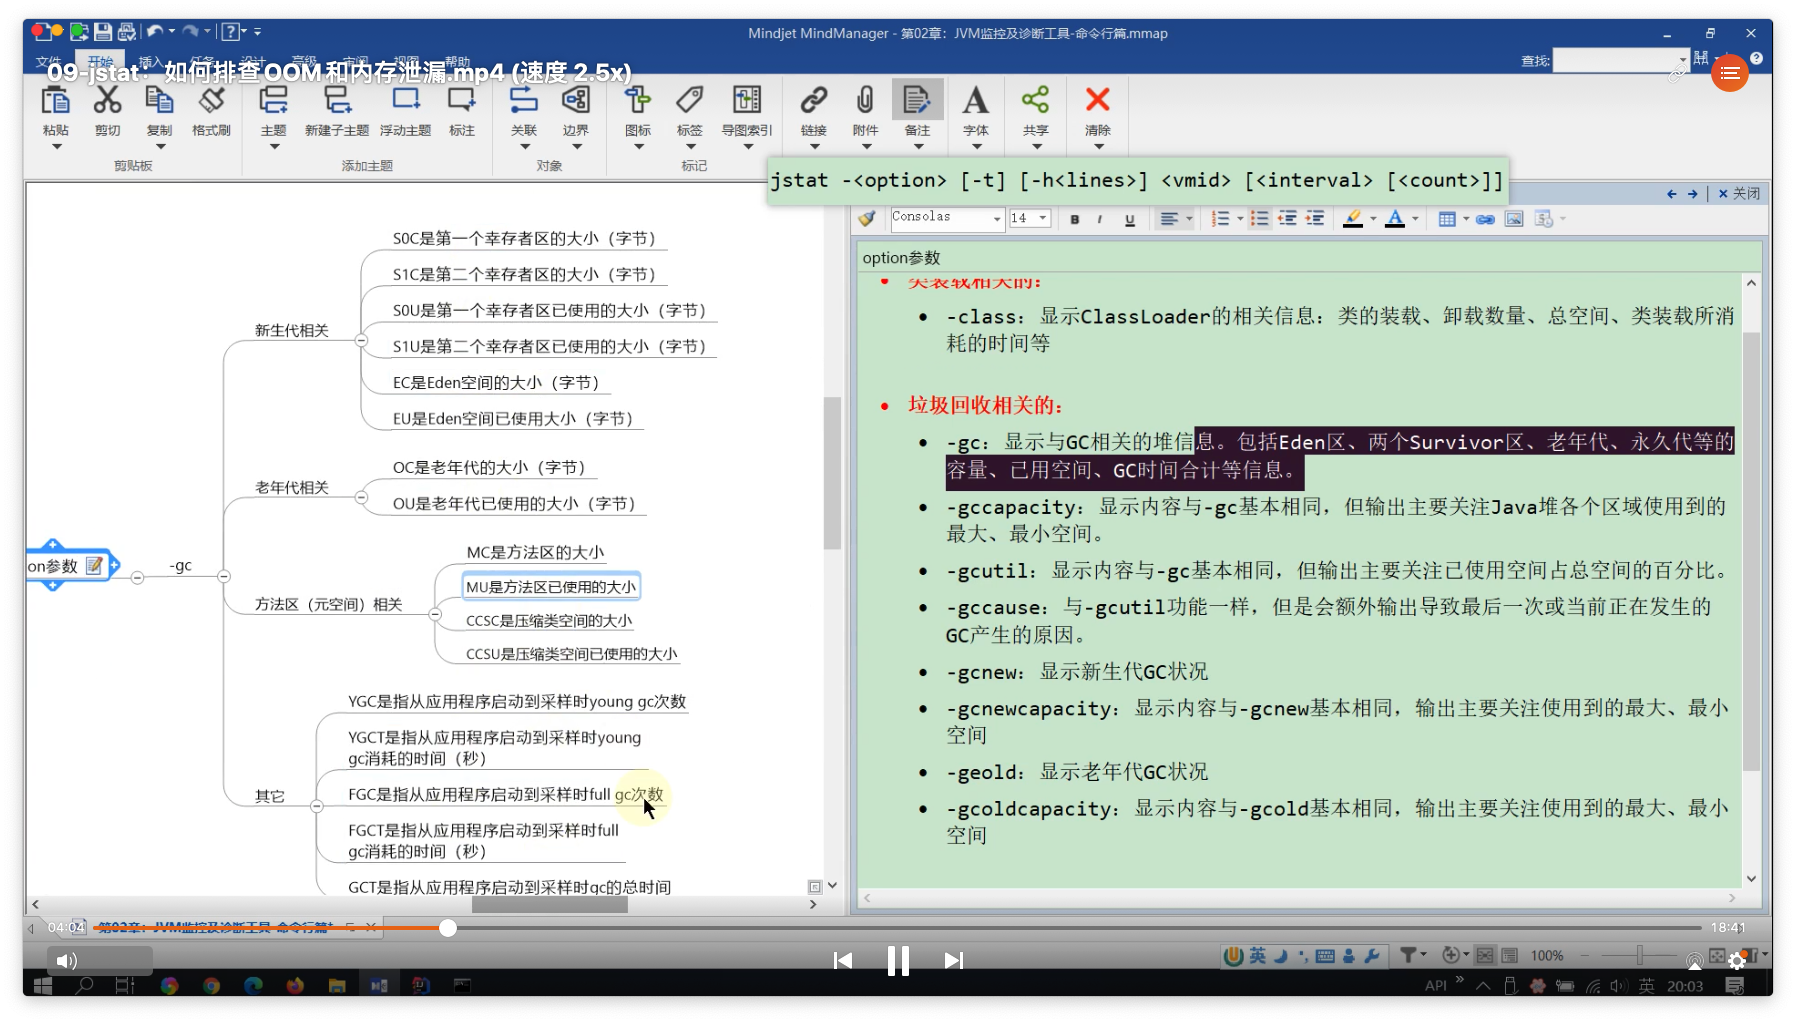 Mindjet MindManager - 第02章：JVM监控及诊断工具-命令行篇.mmap
文件 开始 插入 设计 高级 视图 帮助
查找:
09-jstat：如何排查OOM和内存泄漏.mp4 (速度 2.5x)
粘贴 剪切 复制 格式刷 主题 新建子主题 浮动主题 标注 关联 边界 图标 标签 导图索引 链接 附件 备注 字体 共享 清除
剪贴板 添加主题 对象 标记
jstat -<option> [-t] [-h<lines>] <vmid> [<interval> [<count>]]
关闭
Consolas 14 B I U A
option参数
S0C是第一个幸存者区的大小（字节）
S1C是第二个幸存者区的大小（字节）
S0U是第一个幸存者区已使用的大小（字节）
S1U是第二个幸存者区已使用的大小（字节）
EC是Eden空间的大小（字节）
EU是Eden空间已使用大小（字节）
新生代相关
OC是老年代的大小（字节）
OU是老年代已使用的大小（字节）
老年代相关
on参数
-gc
MC是方法区的大小
MU是方法区已使用的大小
CCSC是压缩类空间的大小
CCSU是压缩类空间已使用的大小
方法区（元空间）相关
YGC是指从应用程序启动到采样时young gc次数
YGCT是指从应用程序启动到采样时young
gc消耗的时间（秒）
FGC是指从应用程序启动到采样时full gc次数
FGCT是指从应用程序启动到采样时full
gc消耗的时间（秒）
GCT是指从应用程序启动到采样时gc的总时间
其它
类装载相关的：
-class：显示ClassLoader的相关信息：类的装载、卸载数量、总空间、类装载所消
耗的时间等
垃圾回收相关的：
-gc：显示与GC相关的堆信息。包括Eden区、两个Survivor区、老年代、永久代等的
容量、已用空间、GC时间合计等信息。
-gccapacity：显示内容与-gc基本相同，但输出主要关注Java堆各个区域使用到的
最大、最小空间。
-gcutil：显示内容与-gc基本相同，但输出主要关注已使用空间占总空间的百分比。
-gccause：与-gcutil功能一样，但是会额外输出导致最后一次或当前正在发生的
GC产生的原因。
-gcnew：显示新生代GC状况
-gcnewcapacity：显示内容与-gcnew基本相同，输出主要关注使用到的最大、最小
空间
-geold：显示老年代GC状况
-gcoldcapacity：显示内容与-gcold基本相同，输出主要关注使用到的最大、最小
空间
04:04 第02章：JVM监控及诊断工具-命令行篇* 18:41
英 100%
API 英 20:03